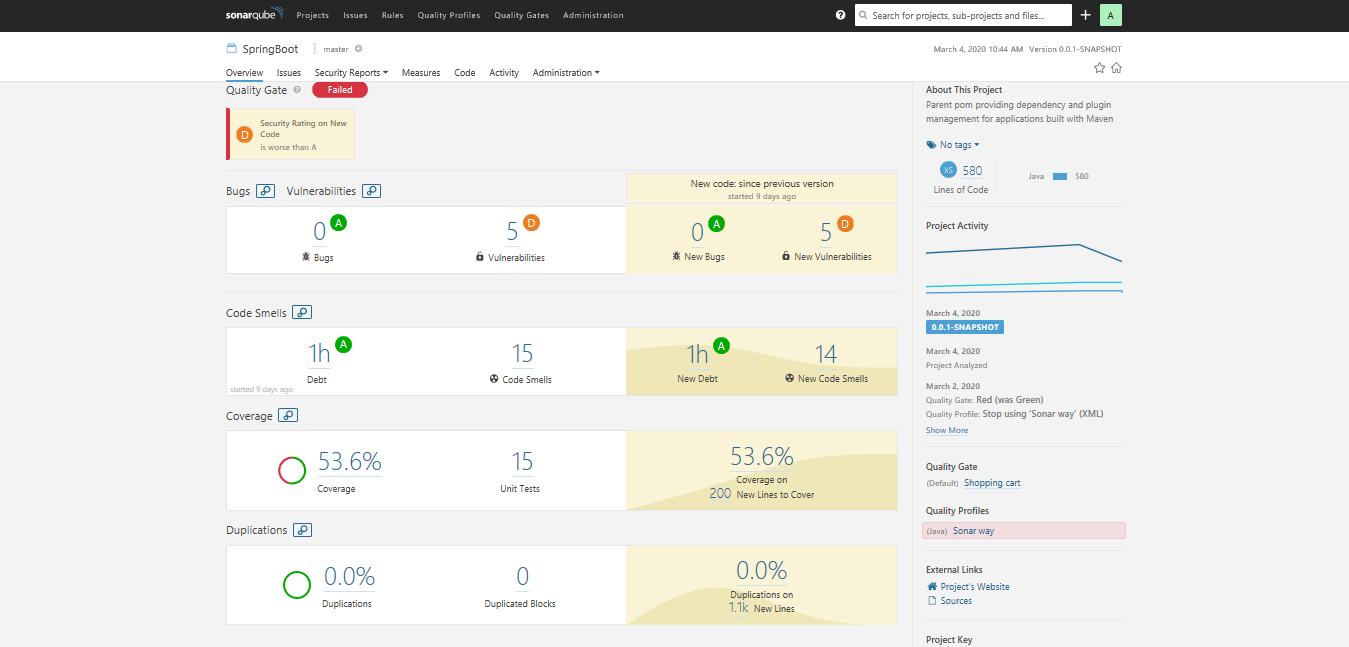 sonarqube Projects Issues Rules Quality Profiles Quality Gates Administration ? Search for projects, sub-projects and files... + A
SpringBoot master March 4, 2020 10:44 AM Version 0.0.1-SNAPSHOT
Overview Issues Security Reports Measures Code Activity Administration
Quality Gate ? Failed
D Security Rating on New
Code
is worse than A
Bugs Vulnerabilities
New code: since previous version
started 9 days ago
0 A
Bugs
5 D
Vulnerabilities
0 A
New Bugs
5 D
New Vulnerabilities
Code Smells
1h A
Debt
started 9 days ago
15
Code Smells
1h A
New Debt
14
New Code Smells
Coverage
53.6%
Coverage
15
Unit Tests
53.6%
Coverage on
200 New Lines to Cover
Duplications
0.0%
Duplications
0
Duplicated Blocks
0.0%
Duplications on
1.1k New Lines
About This Project
Parent pom providing dependency and plugin
management for applications built with Maven
No tags
XS 580
Lines of Code
Java 580
Project Activity
March 4, 2020
0.0.1-SNAPSHOT
March 4, 2020
Project Analyzed
March 2, 2020
Quality Gate: Red (was Green)
Quality Profile: Stop using 'Sonar way' (XML)
Show More
Quality Gate
(Default) Shopping cart
Quality Profiles
(Java) Sonar way
External Links
Project's Website
Sources
Project Key